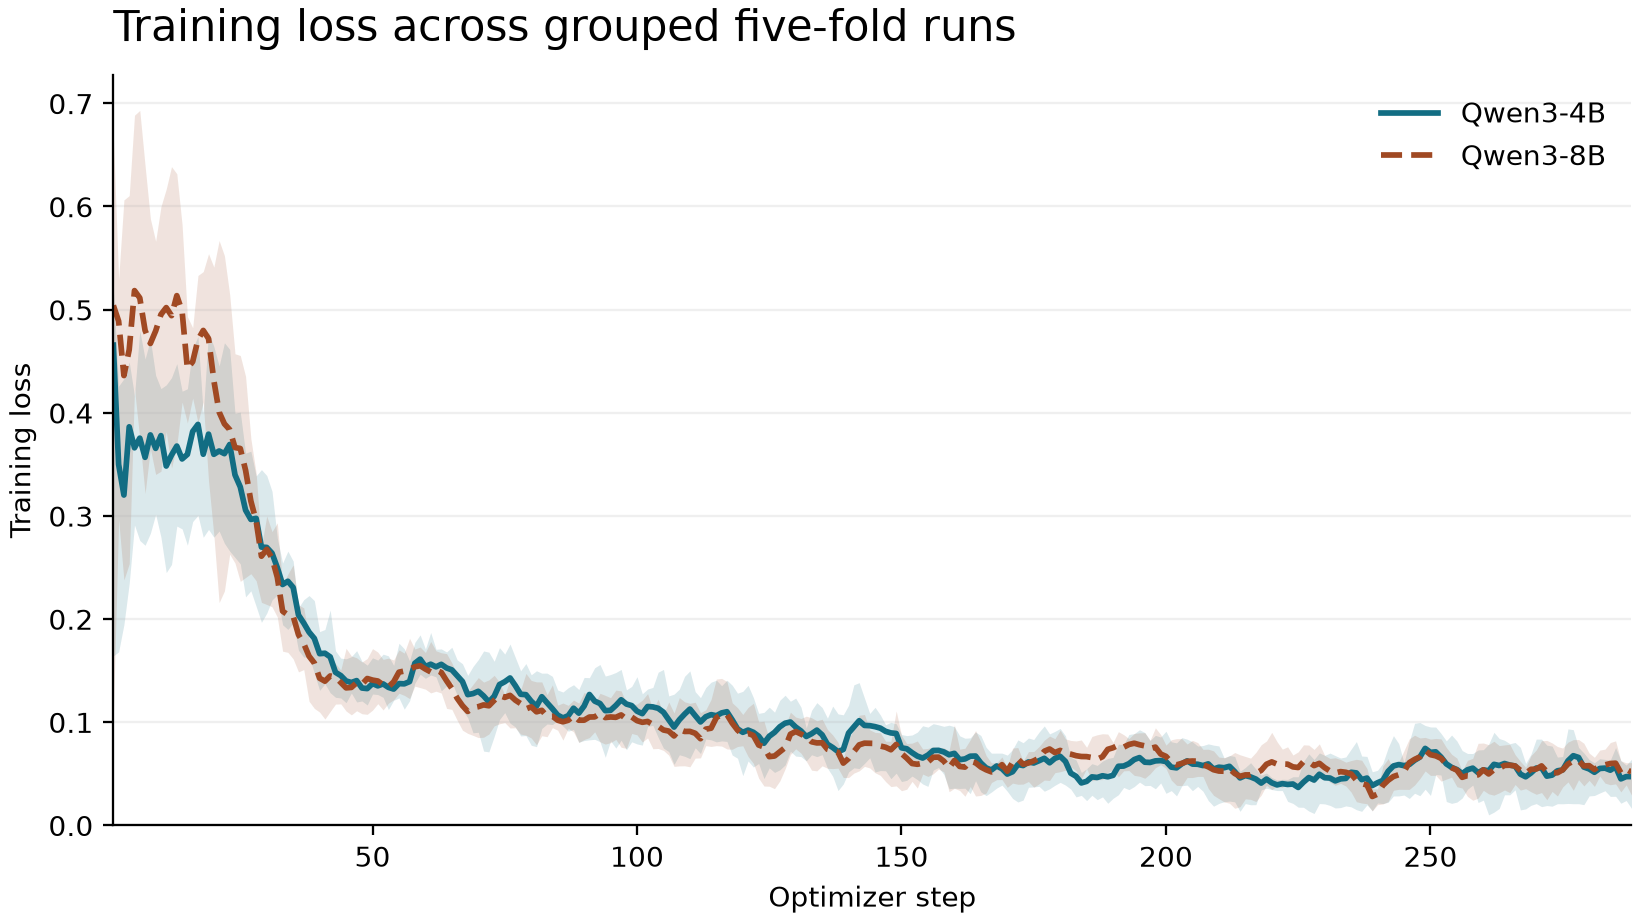 Training loss across grouped five-fold runs
0.7
0.6
0.5
0.4
0.3
0.2
0.1
0.0
Training loss
Qwen3-4B
Qwen3-8B
50 100 150 200 250
Optimizer step